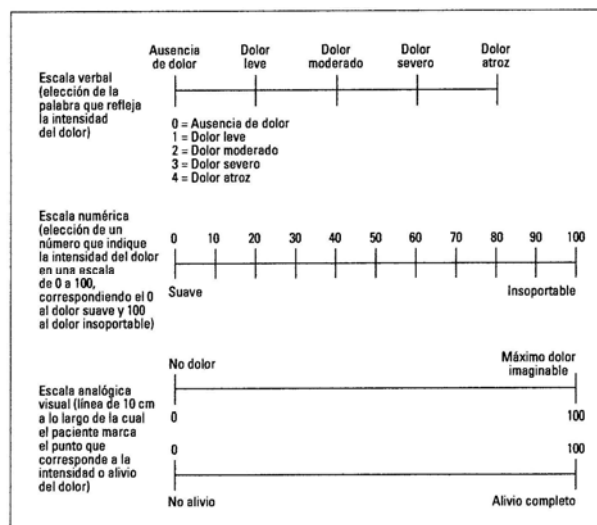 Ausencia
de dolor
Dolor
leve
Dolor
moderado
Dolor
severo
Dolor
atroz
Escala verbal
(elección de la
palabra que refleja
la intensidad
del dolor)
0 = Ausencia de dolor
1 = Dolor leve
2 = Dolor moderado
3 = Dolor severo
4 = Dolor atroz
Escala numérica
(elección de un
número que indique
la intensidad del dolor
en una escala
de 0 a 100,
correspondiendo el 0
al dolor suave y 100
al dolor insoportable)
0 10 20 30 40 50 60 70 80 90 100
Suave Insoportable
No dolor
Máximo dolor
imaginable
Escala analógica
visual (línea de 10 cm
a lo largo de la cual
el paciente marca
el punto que
corresponde a la
intensidad o alivio
del dolor)
0 100
0 100
No alivio Alivio completo